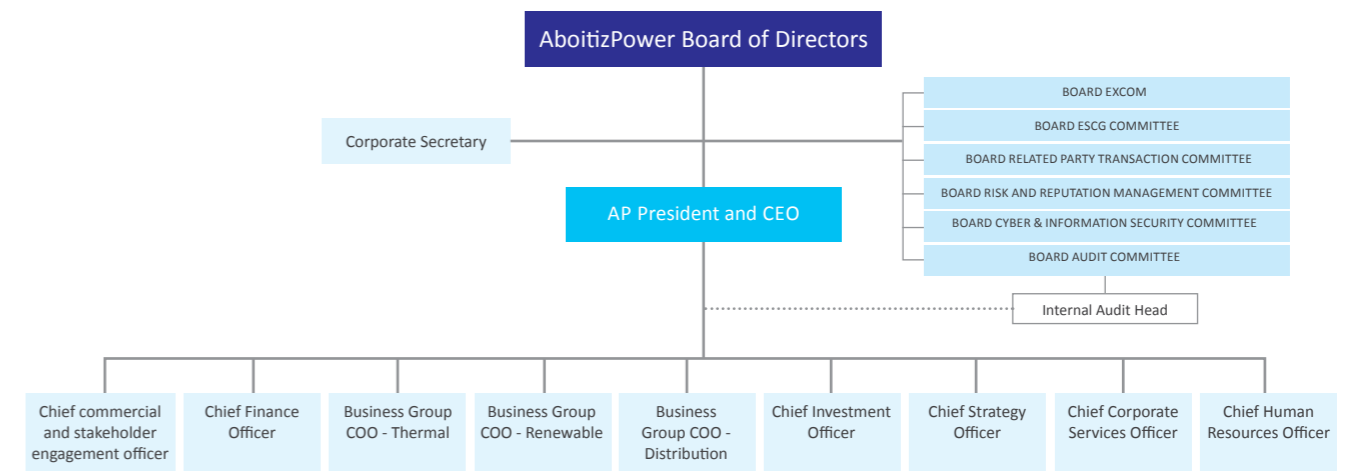 AboitizPower Board of Directors
BOARD EXCOM
BOARD ESCG COMMITTEE
Corporate Secretary
BOARD RELATED PARTY TRANSACTION COMMITTEE
BOARD RISK AND REPUTATION MANAGEMENT COMMITTEE
AP President and CEO
BOARD CYBER & INFORMATION SECURITY COMMITTEE
BOARD AUDIT COMMITTEE
Internal Audit Head
Chief commercial
and stakeholder
engagement officer
Chief Finance
Officer
Business Group
COO - Thermal
Business Group
COO - Renewable
Business
Group COO -
Distribution
Chief Investment
Officer
Chief Strategy
Officer
Chief Corporate
Services Officer
Chief Human
Resources Officer